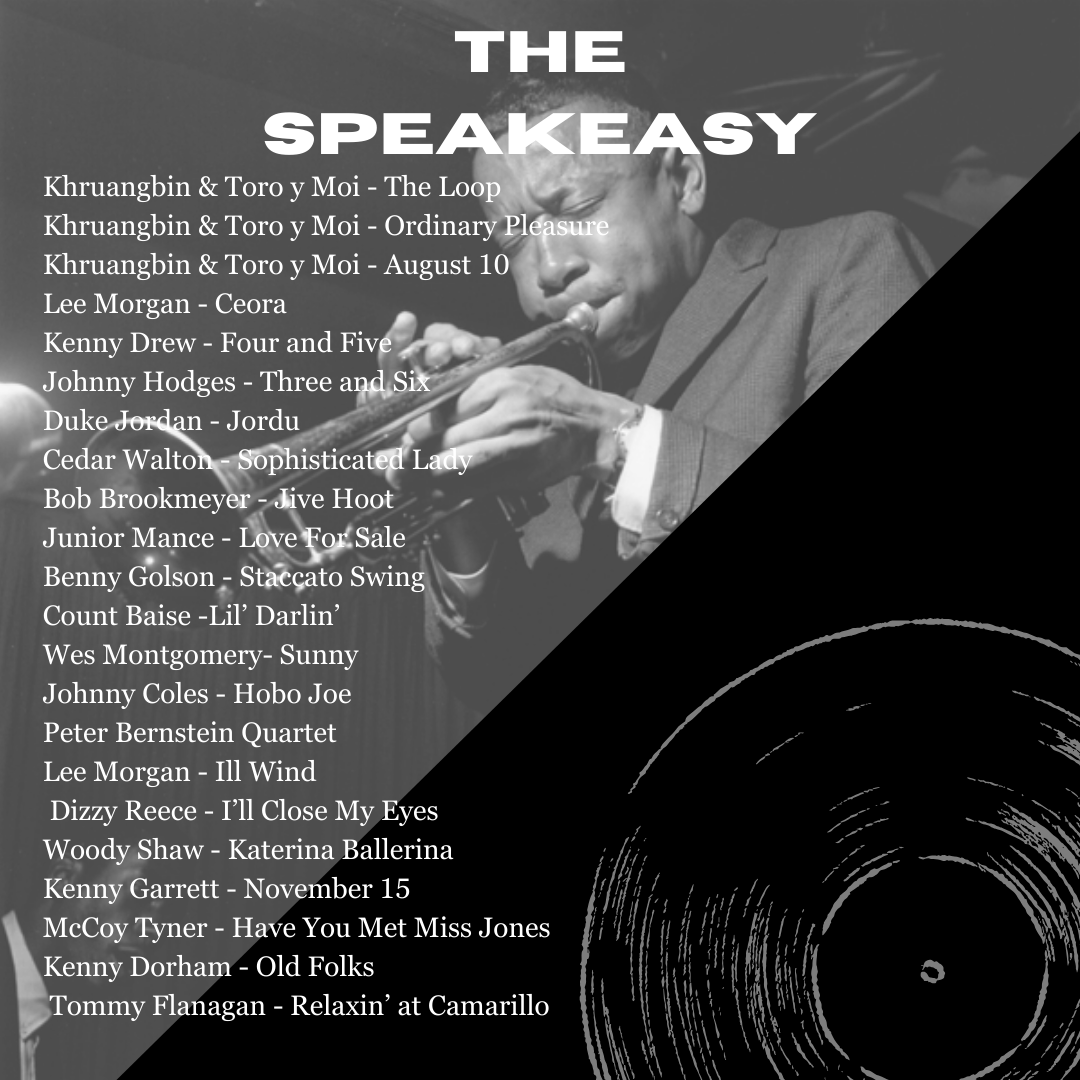 THE
SPEAKEASY
Khruangbin & Toro y Moi - The Loop
Khruangbin & Toro y Moi - Ordinary Pleasure
Khruangbin & Toro y Moi - August 10
Lee Morgan - Ceora
Kenny Drew - Four and Five
Johnny Hodges - Three and Six
Duke Jordan - Jordu
Cedar Walton - Sophisticated Lady
Bob Brookmeyer - Jive Hoot
Junior Mance - Love For Sale
Benny Golson - Staccato Swing
Count Baise -Lil’ Darlin’
Wes Montgomery- Sunny
Johnny Coles - Hobo Joe
Peter Bernstein Quartet
Lee Morgan - Ill Wind
Dizzy Reece - I’ll Close My Eyes
Woody Shaw - Katerina Ballerina
Kenny Garrett - November 15
McCoy Tyner - Have You Met Miss Jones
Kenny Dorham - Old Folks
Tommy Flanagan - Relaxin’ at Camarillo